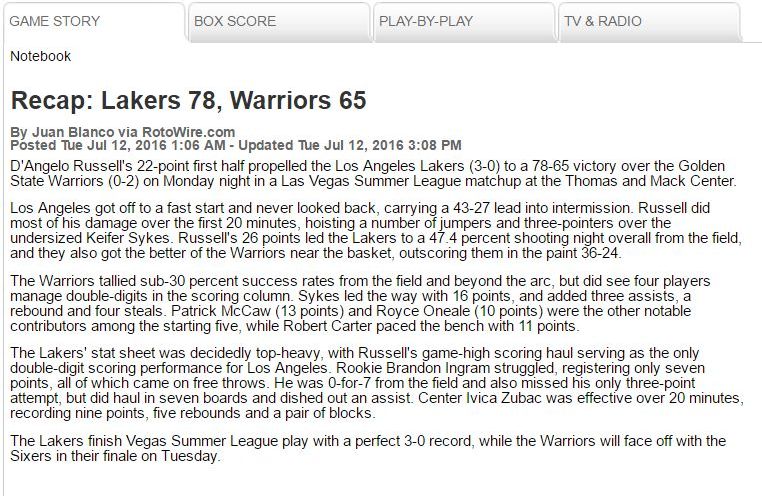 GAME STORY
BOX SCORE
PLAY-BY-PLAY
TV & RADIO
Notebook
Recap: Lakers 78, Warriors 65
By Juan Blanco via RotoWire.com
Posted Tue Jul 12, 2016 1:06 AM - Updated Tue Jul 12, 2016 3:08 PM
D'Angelo Russell's 22-point first half propelled the Los Angeles Lakers (3-0) to a 78-65 victory over the Golden
State Warriors (0-2) on Monday night in a Las Vegas Summer League matchup at the Thomas and Mack Center.
Los Angeles got off to a fast start and never looked back, carrying a 43-27 lead into intermission. Russell did
most of his damage over the first 20 minutes, hoisting a number of jumpers and three-pointers over the
undersized Keifer Sykes. Russell's 26 points led the Lakers to a 47.4 percent shooting night overall from the field,
and they also got the better of the Warriors near the basket, outscoring them in the paint 36-24.
The Warriors tallied sub-30 percent success rates from the field and beyond the arc, but did see four players
manage double-digits in the scoring column. Sykes led the way with 16 points, and added three assists, a
rebound and four steals. Patrick McCaw (13 points) and Royce Oneale (10 points) were the other notable
contributors among the starting five, while Robert Carter paced the bench with 11 points.
The Lakers' stat sheet was decidedly top-heavy, with Russell's game-high scoring haul serving as the only
double-digit scoring performance for Los Angeles. Rookie Brandon Ingram struggled, registering only seven
points, all of which came on free throws. He was 0-for-7 from the field and also missed his only three-point
attempt, but did haul in seven boards and dished out an assist. Center Ivica Zubac was effective over 20 minutes,
recording nine points, five rebounds and a pair of blocks.
The Lakers finish Vegas Summer League play with a perfect 3-0 record, while the Warriors will face off with the
Sixers in their finale on Tuesday.